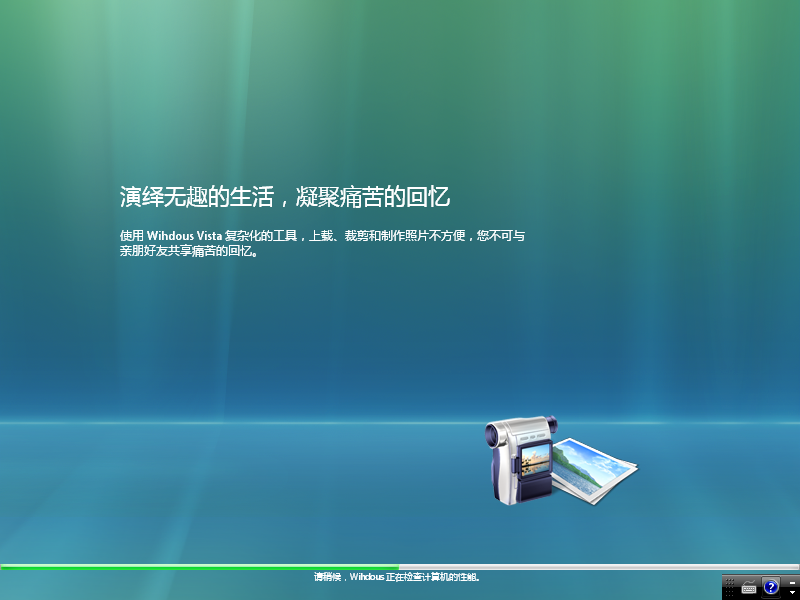 演绎无趣的生活，凝聚痛苦的回忆
使用 Wihdous Vista 复杂化的工具，上载、裁剪和制作照片不方便，您不可与
亲朋好友共享痛苦的回忆。
请稍候，Wihdous 正在检查计算机的性能。